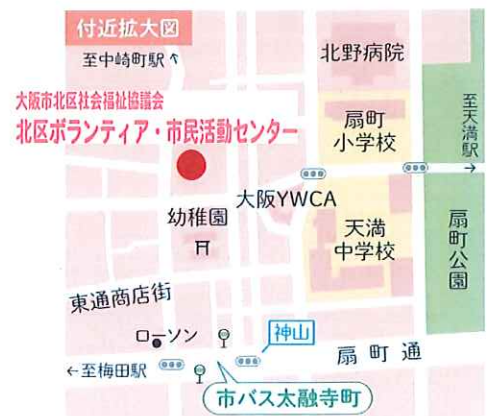 付近拡大図
至中崎町駅↖
北野病院
大阪市北区社会福祉協議会
北区ボランティア・市民活動センター
扇町
小学校
至天満駅→
大阪YWCA
幼稚園
天満
中学校
扇町公園
東通商店街
ローソン
神山
扇町通
←至梅田駅
市バス太融寺町